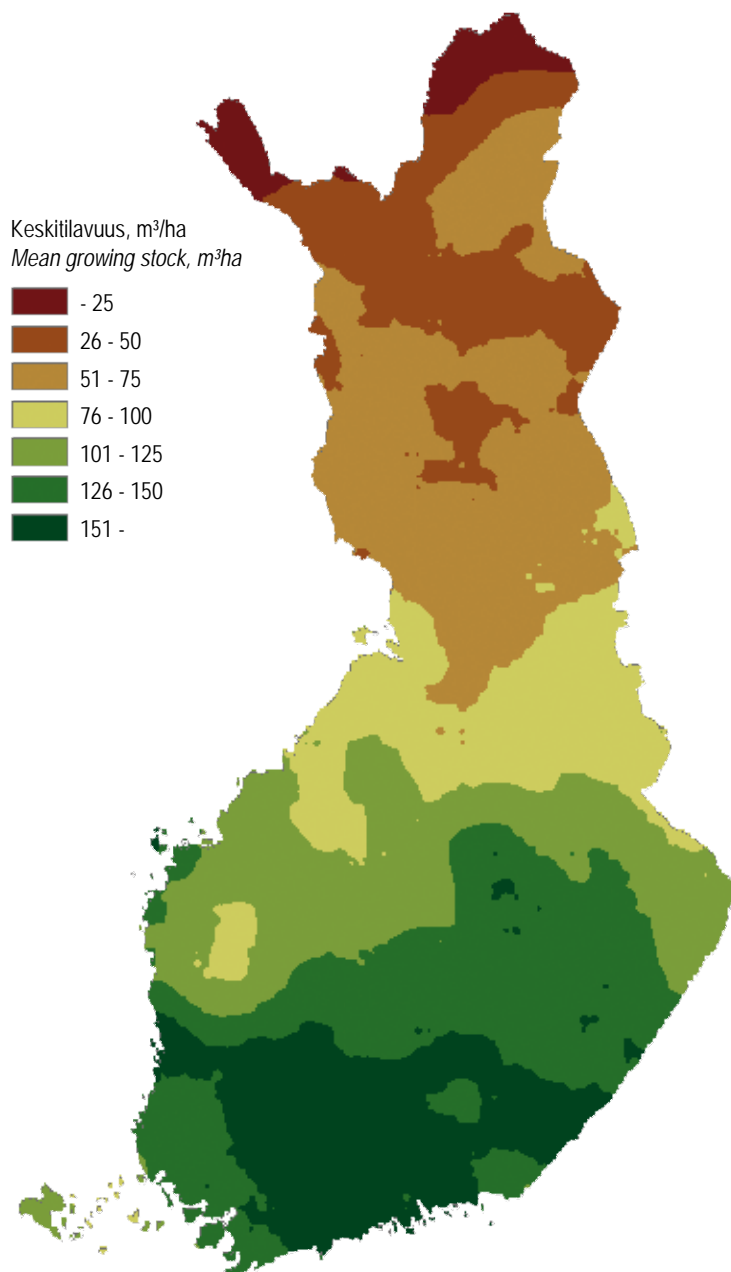 Keskitilavuus, m³/ha
Mean growing stock, m³ha
- 25
26 - 50
51 - 75
76 - 100
101 - 125
126 - 150
151 -